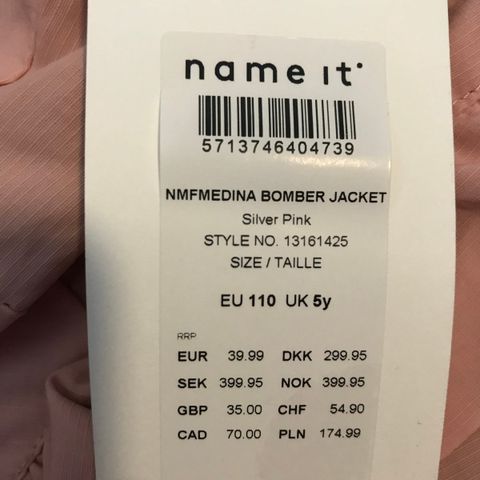 name it
5713746404739
NMFMEDINA BOMBER JACKET
Silver Pink
STYLE NO. 13161425
SIZE / TAILLE
EU 110 UK 5y
RRP
EUR 39.99 DKK 299.95
SEK 399.95 NOK 399.95
GBP 35.00 CHF 54.90
CAD 70.00 PLN 174.99